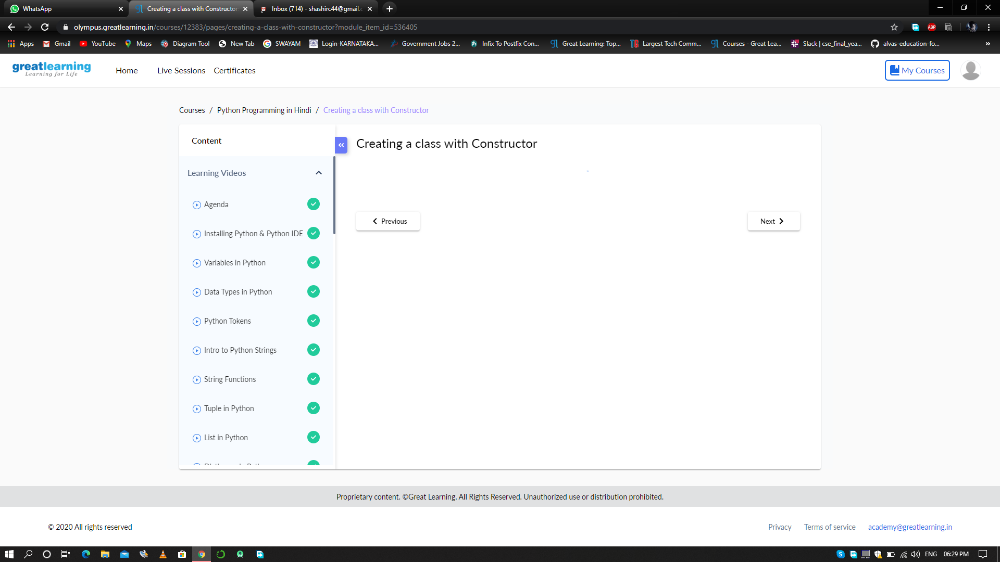 WhatsApp
Creating a class with Constructor
Inbox (714) - shashirc44@gmail.c
olympus.greatlearning.in/courses/12383/pages/creating-a-class-with-constructor?module_item_id=536405
ABP
Apps
Gmail
YouTube
Maps
Diagram Tool
New Tab
SWAYAM
Login-KARNATAKA...
Government Jobs 2...
Infix To Postfix Con...
Great Learning: Top...
Largest Tech Comm...
Courses - Great Lea...
Slack | cse_final_yea...
alvas-education-fo...
»
greatlearning
Learning for Life
Home
Live Sessions
Certificates
My Courses
Courses / Python Programming in Hindi / Creating a class with Constructor
Content
Creating a class with Constructor
Learning Videos
Agenda
Installing Python & Python IDE
Variables in Python
Data Types in Python
Python Tokens
Intro to Python Strings
String Functions
Tuple in Python
List in Python
Previous
Next
Proprietary content. ©Great Learning. All Rights Reserved. Unauthorized use or distribution prohibited.
© 2020 All rights reserved
Privacy
Terms of service
academy@greatlearning.in
ENG
06:29 PM